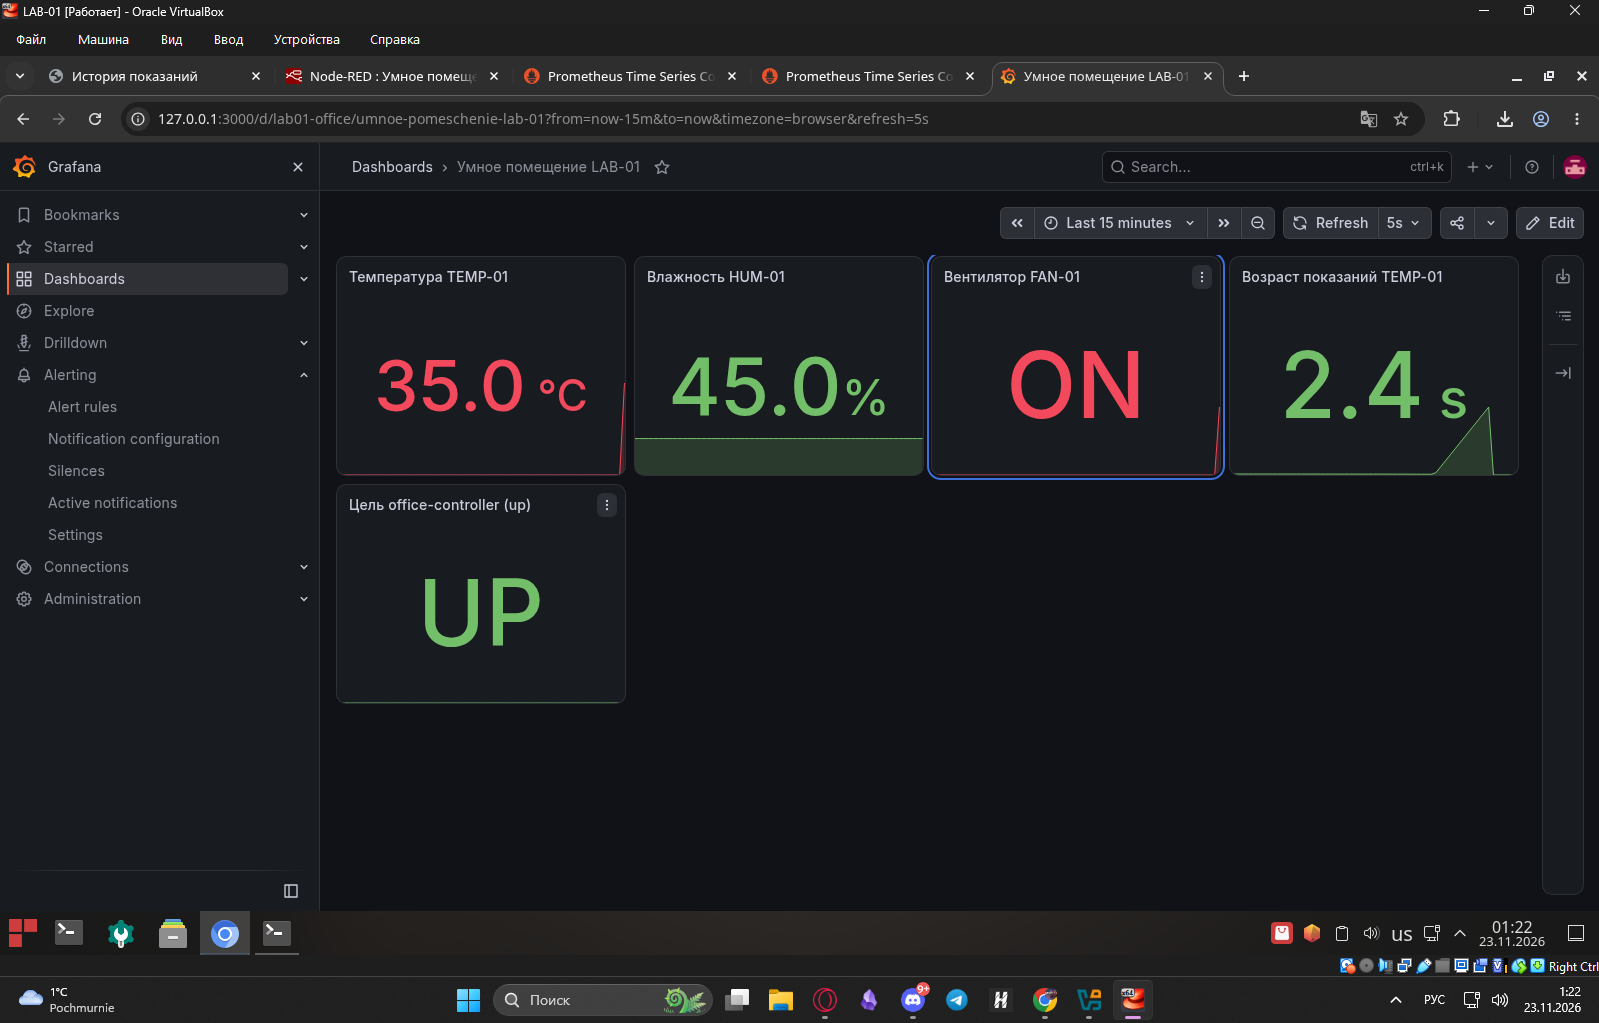 LAB-01 [Работает] - Oracle VirtualBox
Файл Машина Вид Ввод Устройства Справка
История показаний
Node-RED : Умное помеще
Prometheus Time Series Co
Prometheus Time Series Co
Умное помещение LAB-01
127.0.0.1:3000/d/lab01-office/umnoe-pomeschenie-lab-01?from=now-15m&to=now&timezone=browser&refresh=5s
Grafana
Dashboards › Умное помещение LAB-01
Search...
ctrl+k
Bookmarks
Starred
Dashboards
Explore
Drilldown
Alerting
Alert rules
Notification configuration
Silences
Active notifications
Settings
Connections
Administration
Last 15 minutes
Refresh
5s
Edit
Температура TEMP-01
35.0 °C
Влажность HUM-01
45.0%
Вентилятор FAN-01
ON
Возраст показаний TEMP-01
2.4 s
Цель office-controller (up)
UP
us
01:22
23.11.2026
Right Ctrl
1°C
Pochmurnie
Поиск
9+
x64
РУС
1:22
23.11.2026